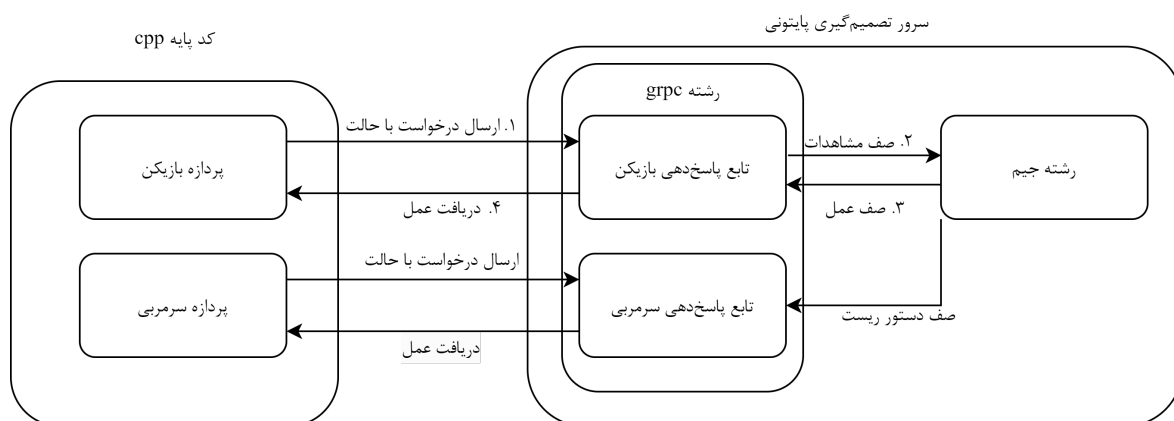 سرور تصمیم‌گیری پایتونی
کد پایه cpp
رشته grpc
۱. ارسال درخواست با حالت
۲. صف مشاهدات
پردازه بازیکن
تابع پاسخ‌دهی بازیکن
رشته جیم
۴. دریافت عمل
۳. صف عمل
ارسال درخواست با حالت
پردازه سرمربی
تابع پاسخ‌دهی سرمربی
صف دستور ریست
دریافت عمل